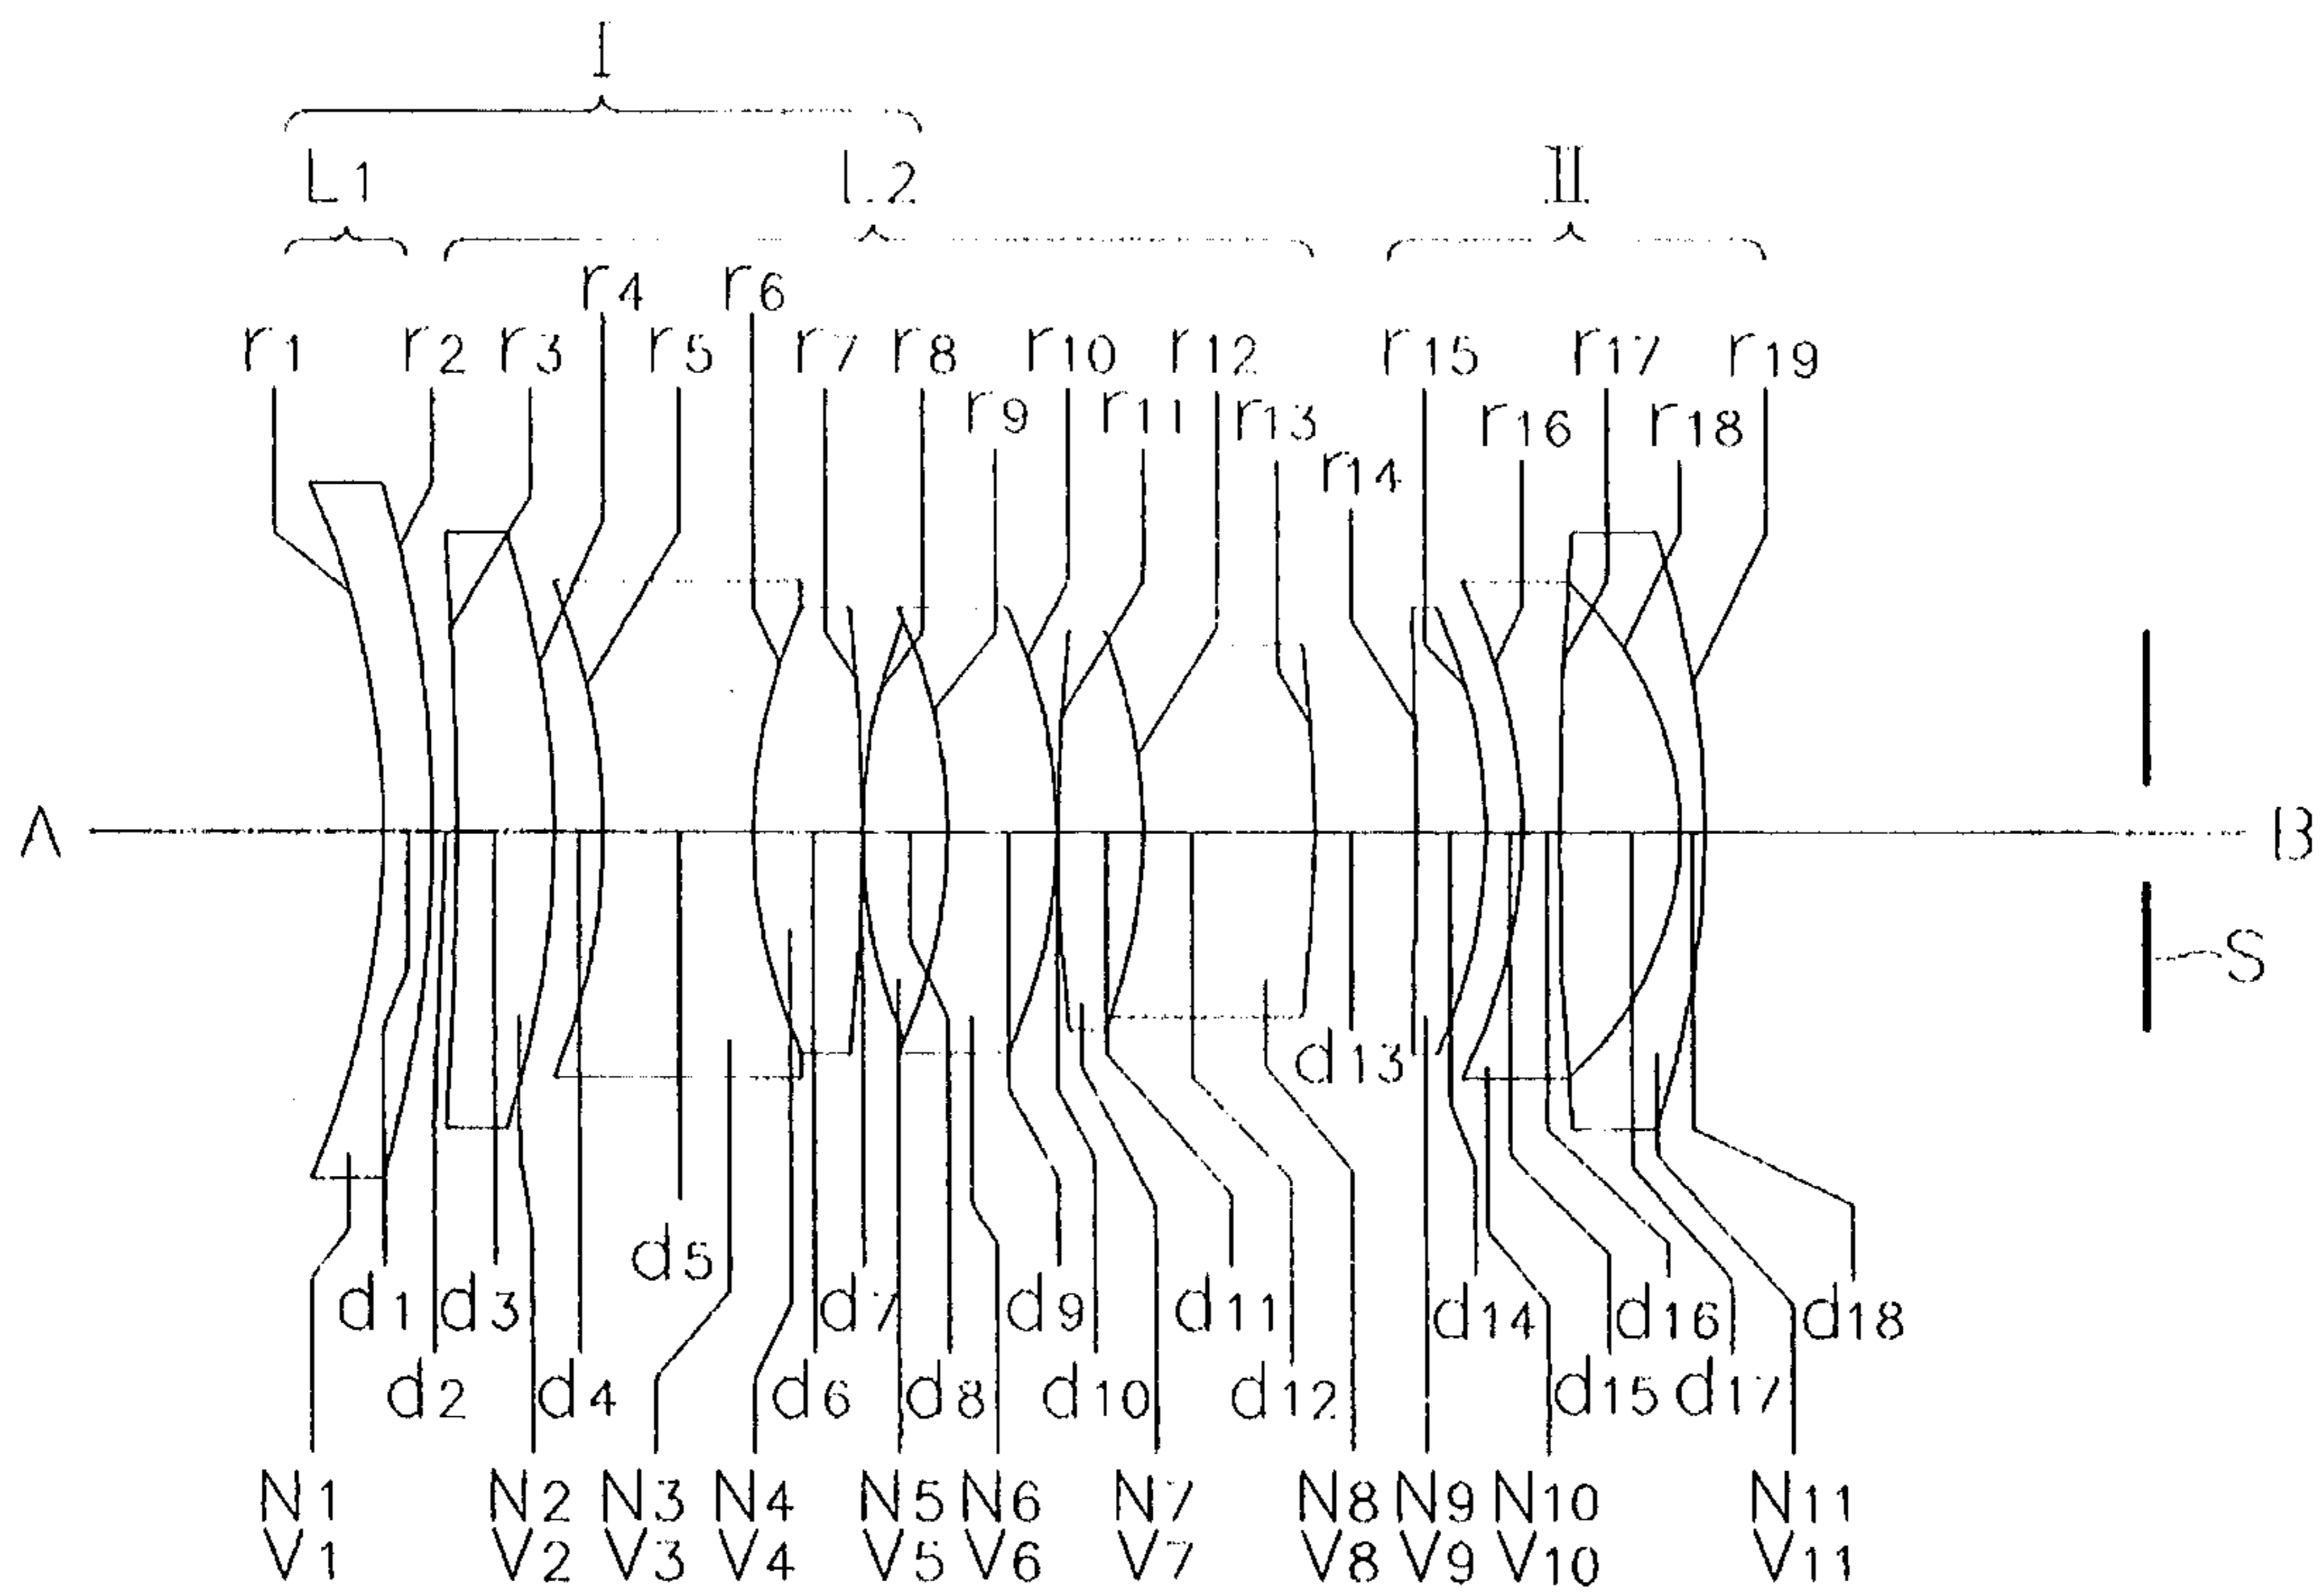 I
L1 L2 II
r4 r6
r1 r2 r3 r5 r7 r8 r10 r12 r15 r17 r19
r9 r11 r13 r16 r18
r14
A B
S
d13
d5
d1 d3 d7 d9 d11 d14 d16 d18
d2 d4 d6 d8 d10 d12 d15 d17
N1 N2 N3 N4 N5 N6 N7 N8 N9 N10 N11
V1 V2 V3 V4 V5 V6 V7 V8 V9 V10 V11